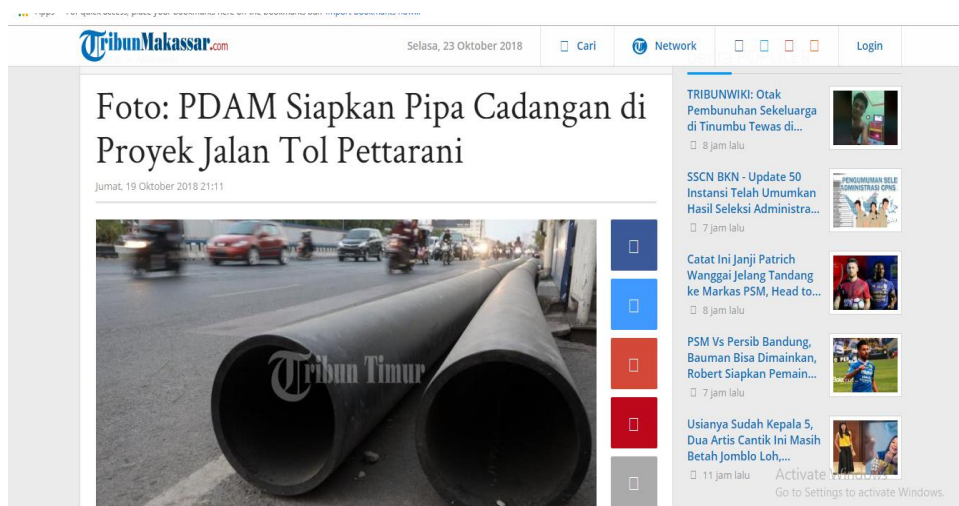 TribunMakassar.com
Selasa, 23 Oktober 2018
Cari
Network
Login
Foto: PDAM Siapkan Pipa Cadangan di
Proyek Jalan Tol Pettarani
Jumat, 19 Oktober 2018 21:11
Tribun Timur
TRIBUNWIKI: Otak
Pembunuhan Sekeluarga
di Tinumbu Tewas di...
8 jam lalu
SSCN BKN - Update 50
Instansi Telah Umumkan
Hasil Seleksi Administra...
7 jam lalu
PENGUMUMAN SELE
ADMINISTRASI CPNS
Catat Ini Janji Patrich
Wanggai Jelang Tandang
ke Markas PSM, Head to...
8 jam lalu
PSM Vs Persib Bandung,
Bauman Bisa Dimainkan,
Robert Siapkan Pemain...
7 jam lalu
Usianya Sudah Kepala 5,
Dua Artis Cantik Ini Masih
Betah Jomblo Loh,...
11 jam lalu
Activate Windows
Go to Settings to activate Windows.